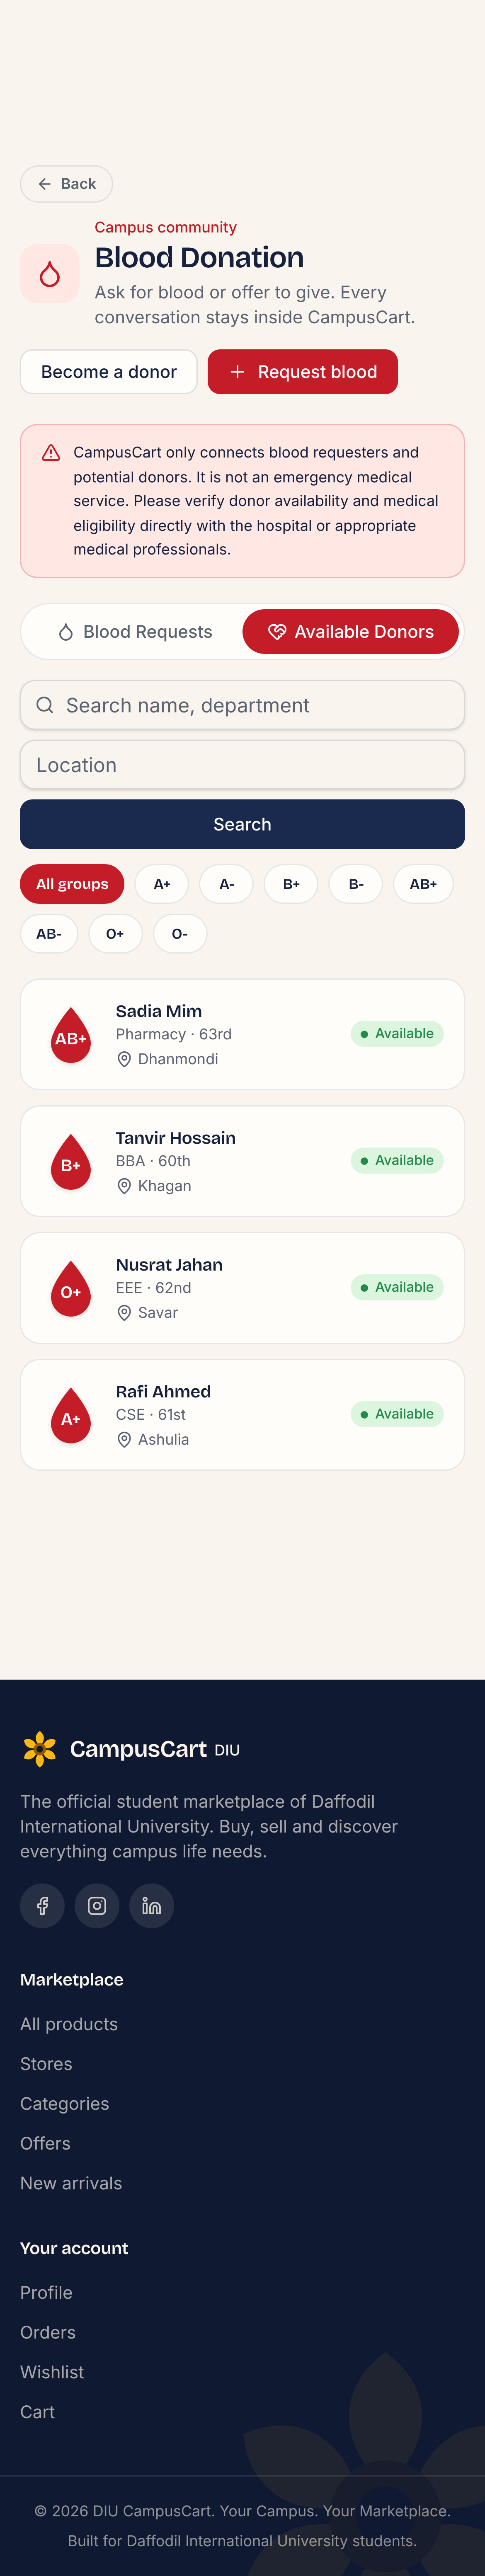 Back
Campus community
Blood Donation
Ask for blood or offer to give. Every
conversation stays inside CampusCart.
Become a donor
Request blood
CampusCart only connects blood requesters and
potential donors. It is not an emergency medical
service. Please verify donor availability and medical
eligibility directly with the hospital or appropriate
medical professionals.
Blood Requests
Available Donors
Search name, department
Location
Search
All groups
A+
A-
B+
B-
AB+
AB-
O+
O-
AB+
Sadia Mim
Pharmacy · 63rd
Dhanmondi
Available
B+
Tanvir Hossain
BBA · 60th
Khagan
Available
O+
Nusrat Jahan
EEE · 62nd
Savar
Available
A+
Rafi Ahmed
CSE · 61st
Ashulia
Available
CampusCart DIU
The official student marketplace of Daffodil
International University. Buy, sell and discover
everything campus life needs.
Marketplace
All products
Stores
Categories
Offers
New arrivals
Your account
Profile
Orders
Wishlist
Cart
© 2026 DIU CampusCart. Your Campus. Your Marketplace.
Built for Daffodil International University students.